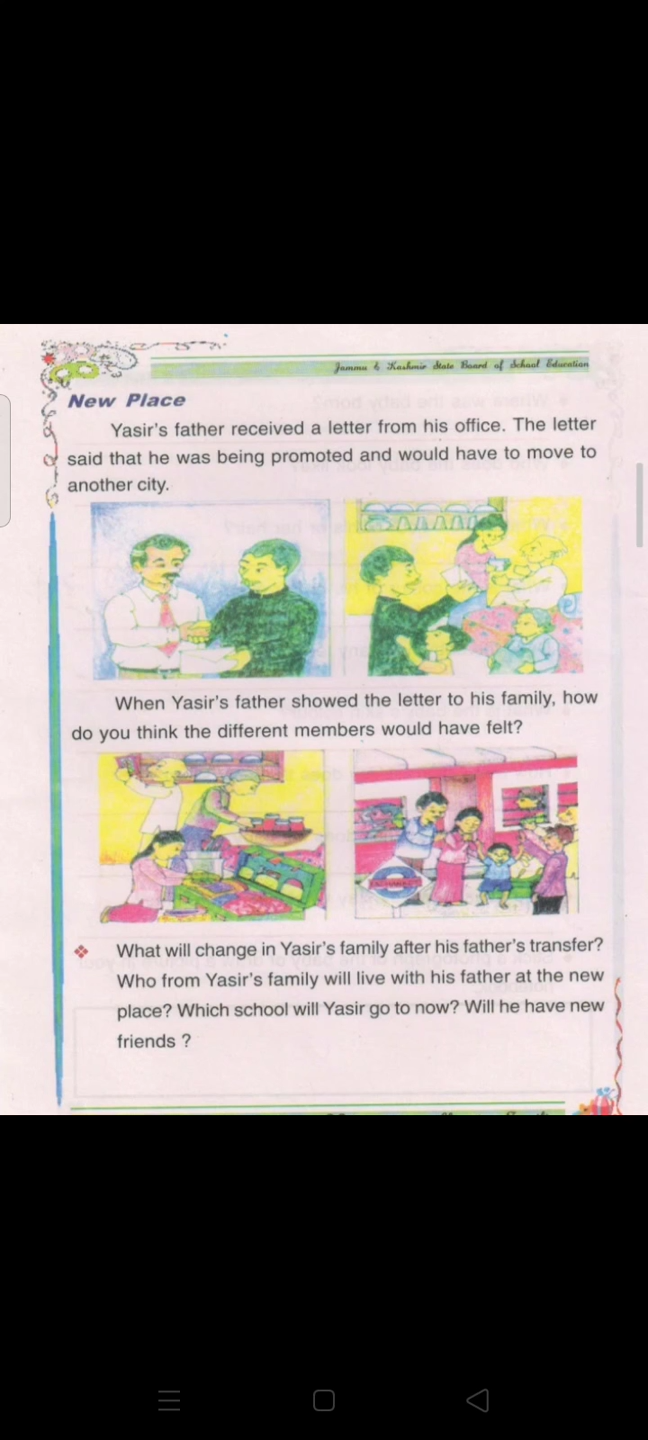 Jammu & Kashmir State Board of School Education
New Place
Yasir's father received a letter from his office. The letter
said that he was being promoted and would have to move to
another city.
When Yasir's father showed the letter to his family, how
do you think the different members would have felt?
❖ What will change in Yasir's family after his father's transfer?
Who from Yasir's family will live with his father at the new
place? Which school will Yasir go to now? Will he have new
friends ?